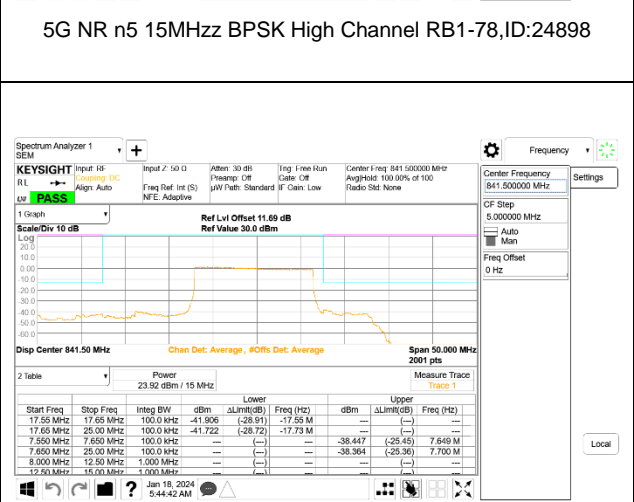 5G NR n5 15MHzz BPSK High Channel RB1-78,ID:24898
Spectrum Analyzer 1
SEM
Frequency
KEYSIGHT Input: RF Input Z: 50 Ω Atten: 30 dB Trig: Free Run Center Freq: 841.500000 MHz
R L Coupling: DC Preamp: Off Gate: Off Avg|Hold: 100.00% of 100
Align: Auto Freq Ref: Int (S) µW Path: Standard IF Gain: Low Radio Std: None
NFE: Adaptive
PASS
Center Frequency
841.500000 MHz
Settings
CF Step
5.000000 MHz
Auto
Man
Freq Offset
0 Hz
1 Graph
Ref Lvl Offset 11.69 dB
Scale/Div 10 dB Ref Value 30.0 dBm
Log
20.0
10.0
0.00
-10.0
-20.0
-30.0
-40.0
-50.0
-60.0
Disp Center 841.50 MHz Chan Det: Average, #Offs Det: Average Span 50.000 MHz
2001 pts
2 Table Power Measure Trace
23.92 dBm / 15 MHz Trace 1
Lower Upper
Start Freq Stop Freq Integ BW dBm ΔLimit(dB) Freq (Hz) dBm ΔLimit(dB) Freq (Hz)
17.55 MHz 17.65 MHz 100.0 kHz -41.906 (-28.91) -17.55 M --- (---) ---
17.65 MHz 25.00 MHz 100.0 kHz -41.722 (-28.72) -17.73 M --- (---) ---
7.550 MHz 7.650 MHz 100.0 kHz --- (---) --- -38.447 (-25.45) 7.649 M
7.650 MHz 25.00 MHz 100.0 kHz --- (---) --- -38.364 (-25.36) 7.700 M
8.000 MHz 12.50 MHz 1.000 MHz --- (---) --- --- (---) ---
12.50 MHz 15.00 MHz 1.000 MHz --- (---) --- --- (---) ---
Local
? Jan 18, 2024
5:44:42 AM